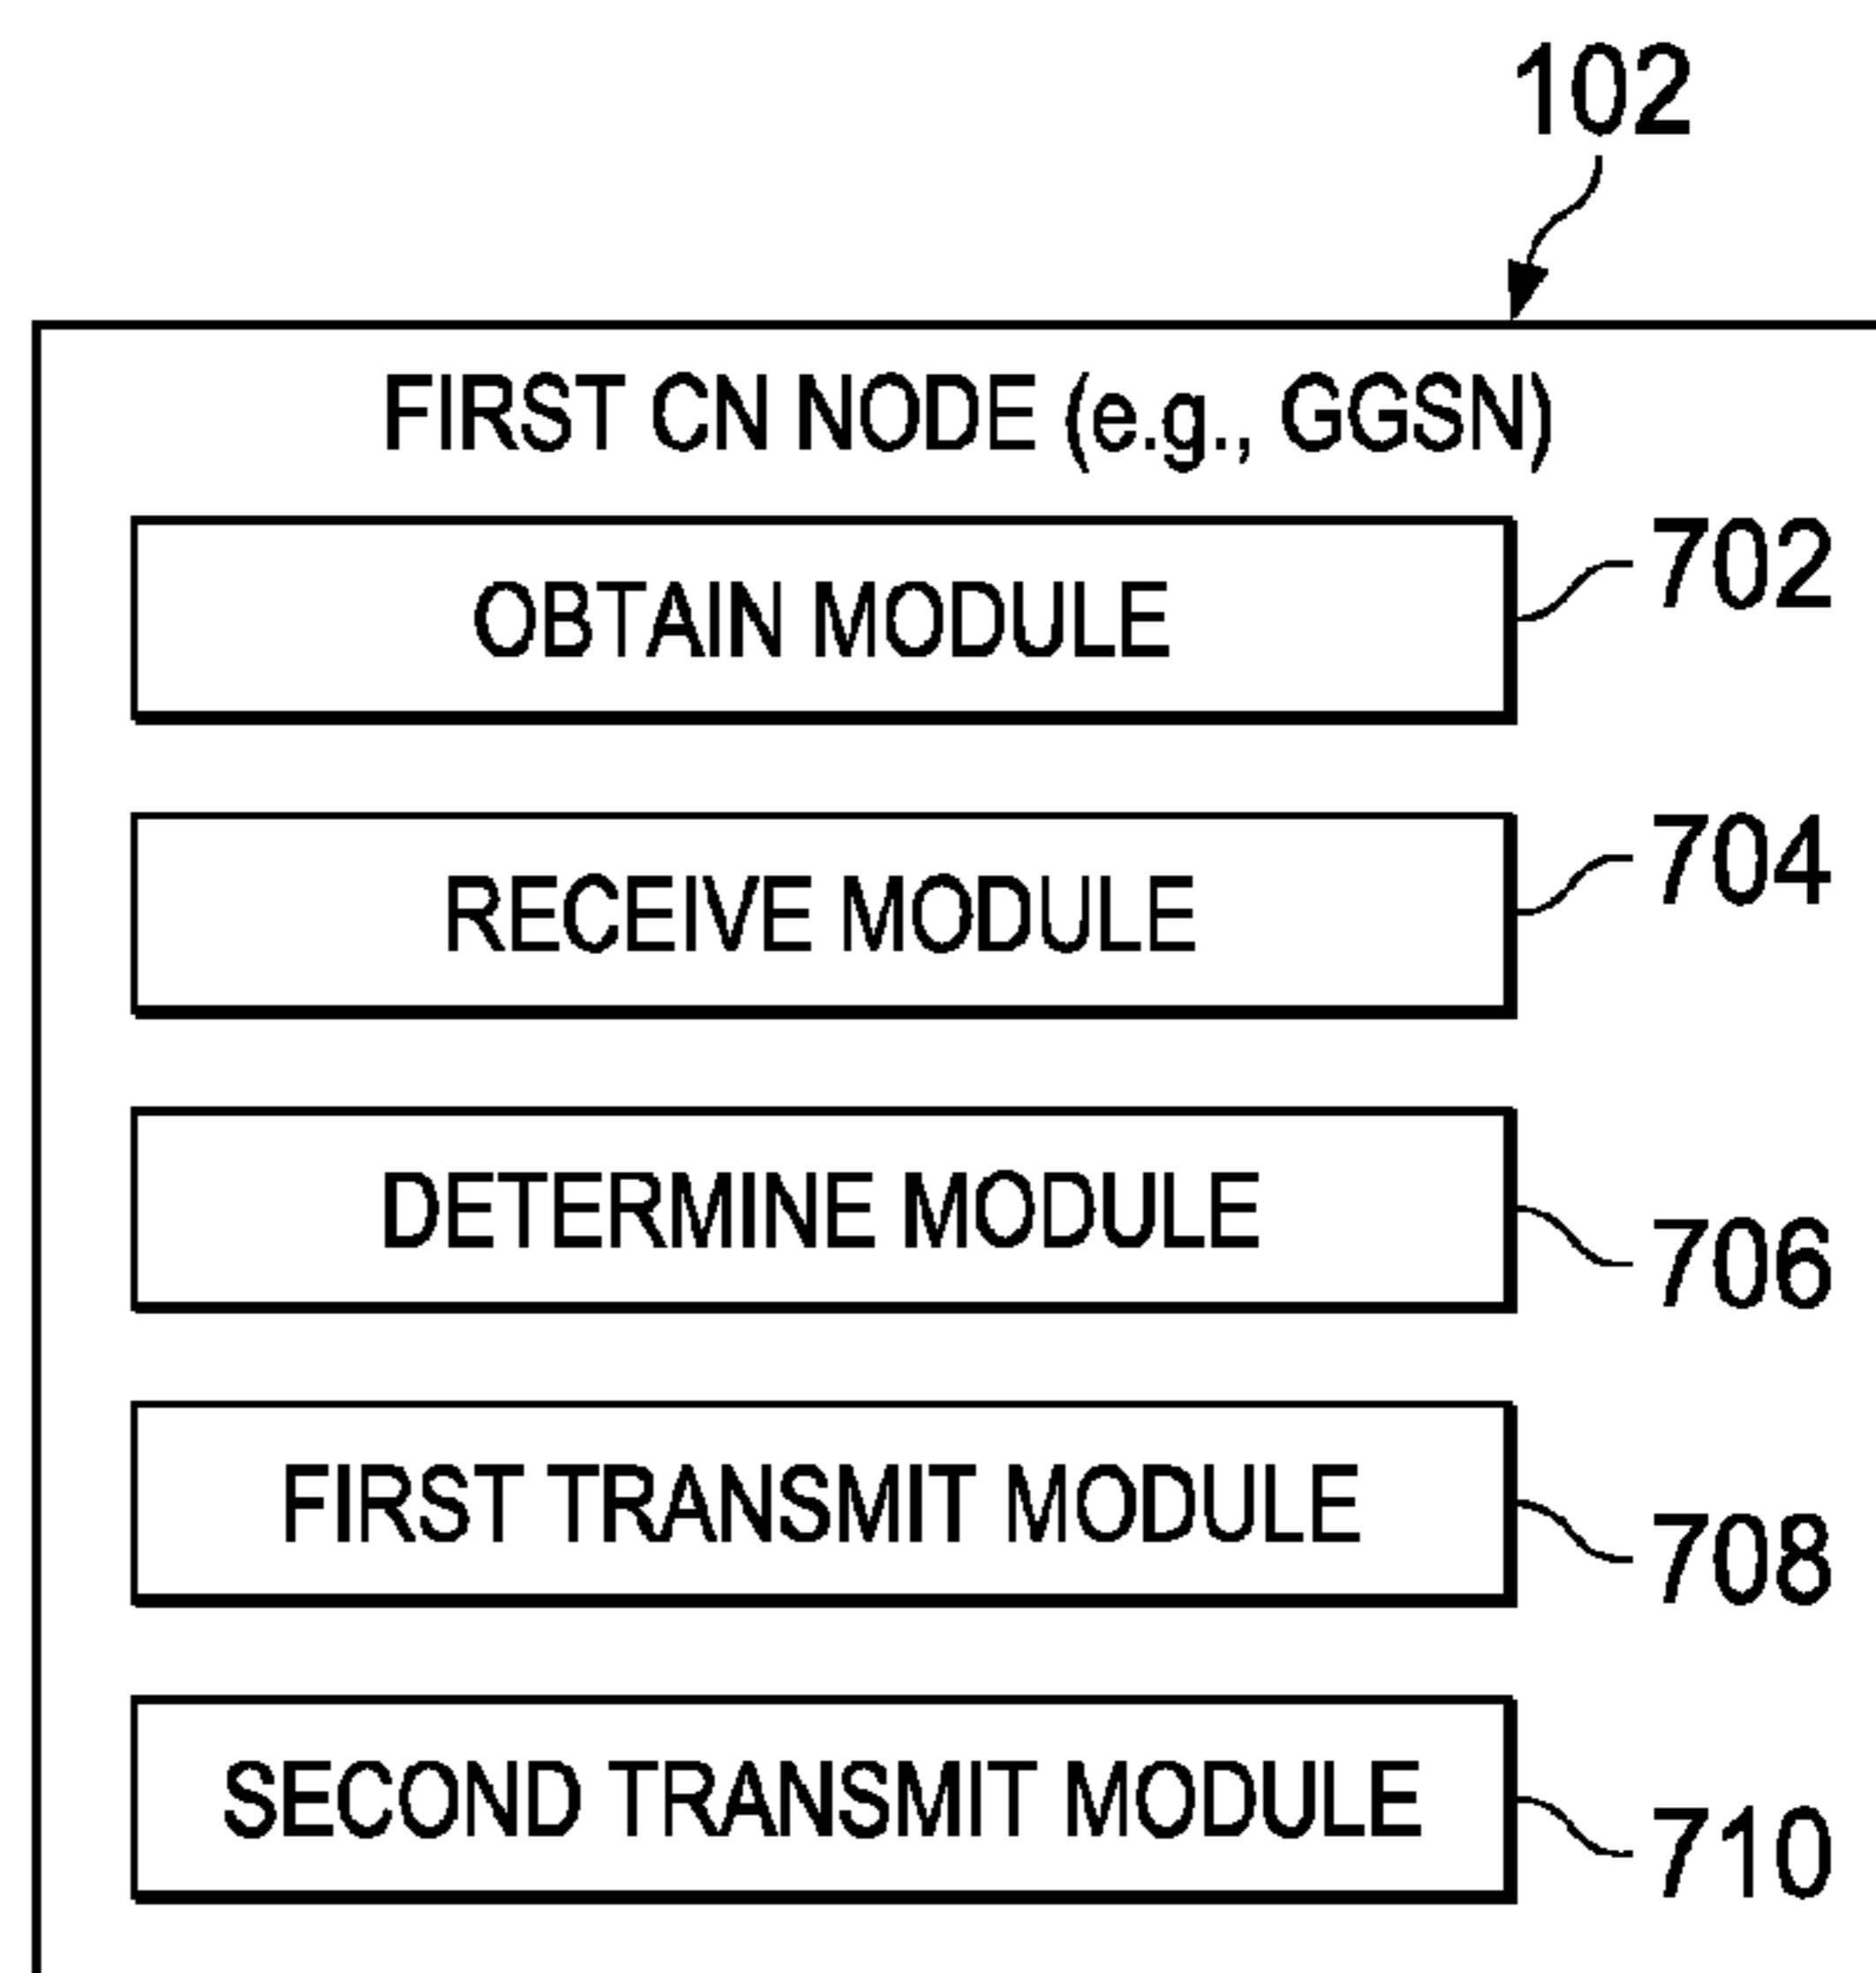 102
FIRST CN NODE (e.g., GGSN)
OBTAIN MODULE
702
RECEIVE MODULE
704
DETERMINE MODULE
706
FIRST TRANSMIT MODULE
708
SECOND TRANSMIT MODULE
710